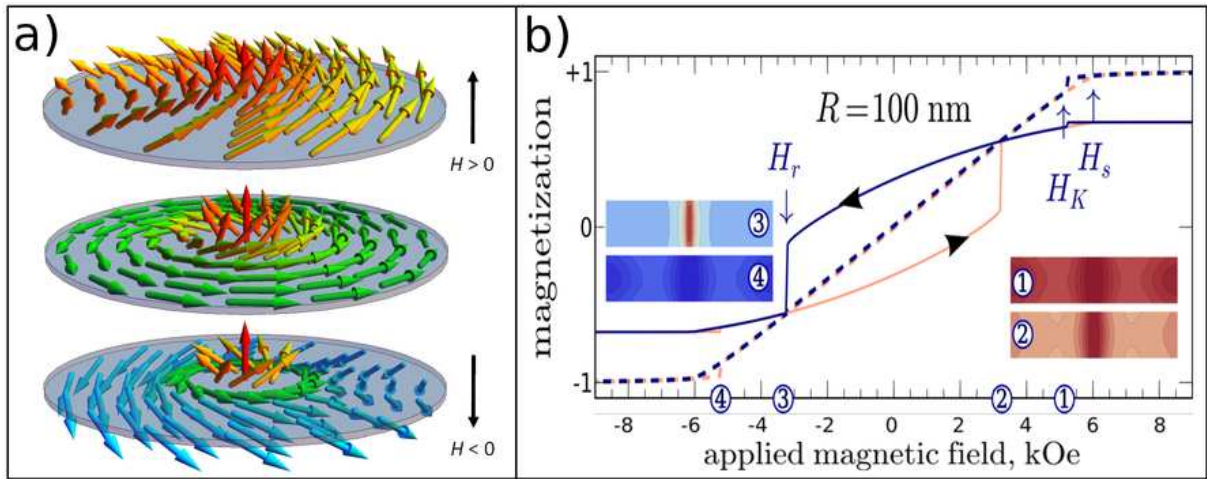 a)
H > 0
H < 0
b)
magnetization
+1
0
-1
R=100 nm
H_r
H_s
H_K
③
④
①
②
④ ③ ② ①
-8 -6 -4 -2 0 2 4 6 8
applied magnetic field, kOe